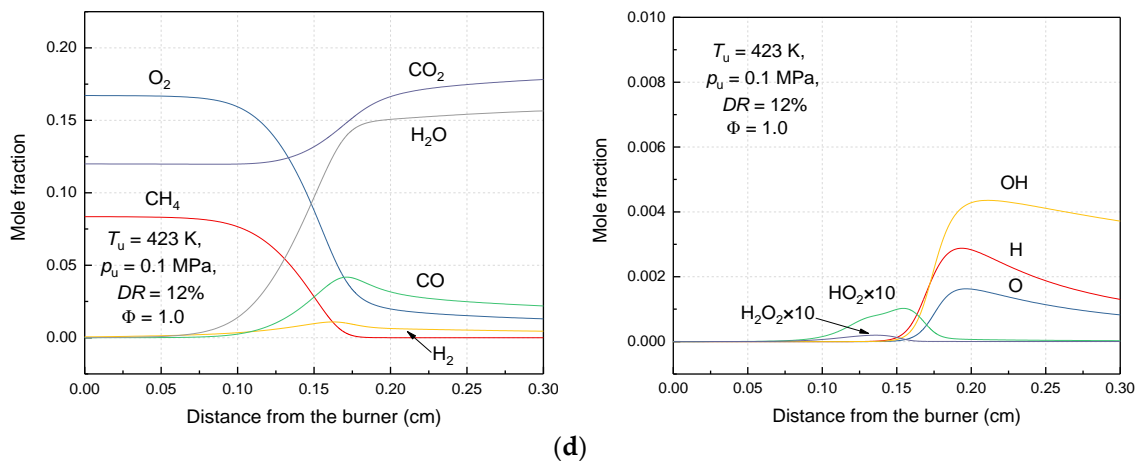 0.20
0.15
0.10
0.05
0.00
Mole fraction
O2
CO2
H2O
CH4
Tu = 423 K,
pu = 0.1 MPa,
DR = 12%
Φ = 1.0
CO
H2
0.00 0.05 0.10 0.15 0.20 0.25 0.30
Distance from the burner (cm)
0.010
0.008
0.006
0.004
0.002
0.000
Mole fraction
Tu = 423 K,
pu = 0.1 MPa,
DR = 12%
Φ = 1.0
OH
H
O
HO2×10
H2O2×10
0.00 0.05 0.10 0.15 0.20 0.25 0.30
Distance from the burner (cm)
(d)